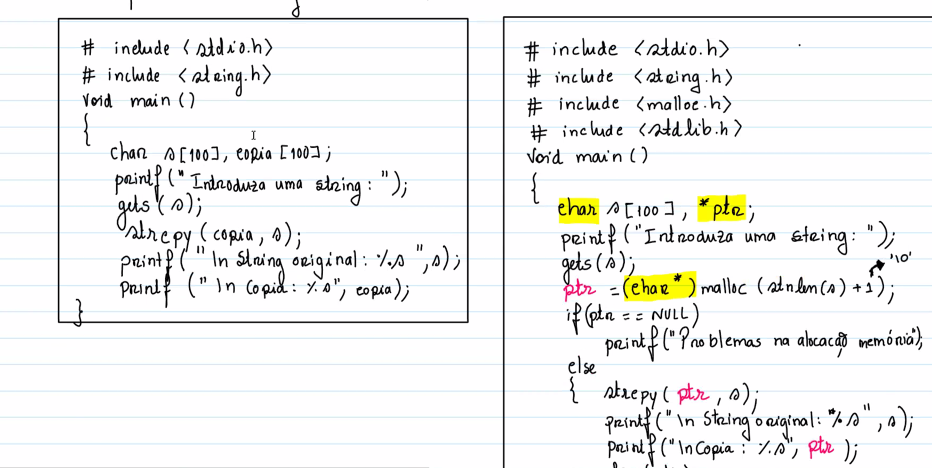 # include <stdio.h>
# include <string.h>
void main ()
{
char s[100], copia [100];
printf (" Introduza uma string : ");
gets (s);
strcpy (copia, s);
printf (" \n String original : %s ", s);
printf (" \n Copia : %s", copia);
}
# include <stdio.h>
# include <string.h>
# include <malloc.h>
# include <stdlib.h>
void main ()
{
char s [100], *ptr;
printf ("Introduza uma string : ");
gets (s);
ptr = (char *) malloc (strlen(s) + 1); '\0'
if (ptr == NULL)
printf ("Problemas na alocação memória");
else
{ strcpy ( ptr , s);
printf ("\n String original : %s", s);
printf ("\n Copia : %s", ptr );